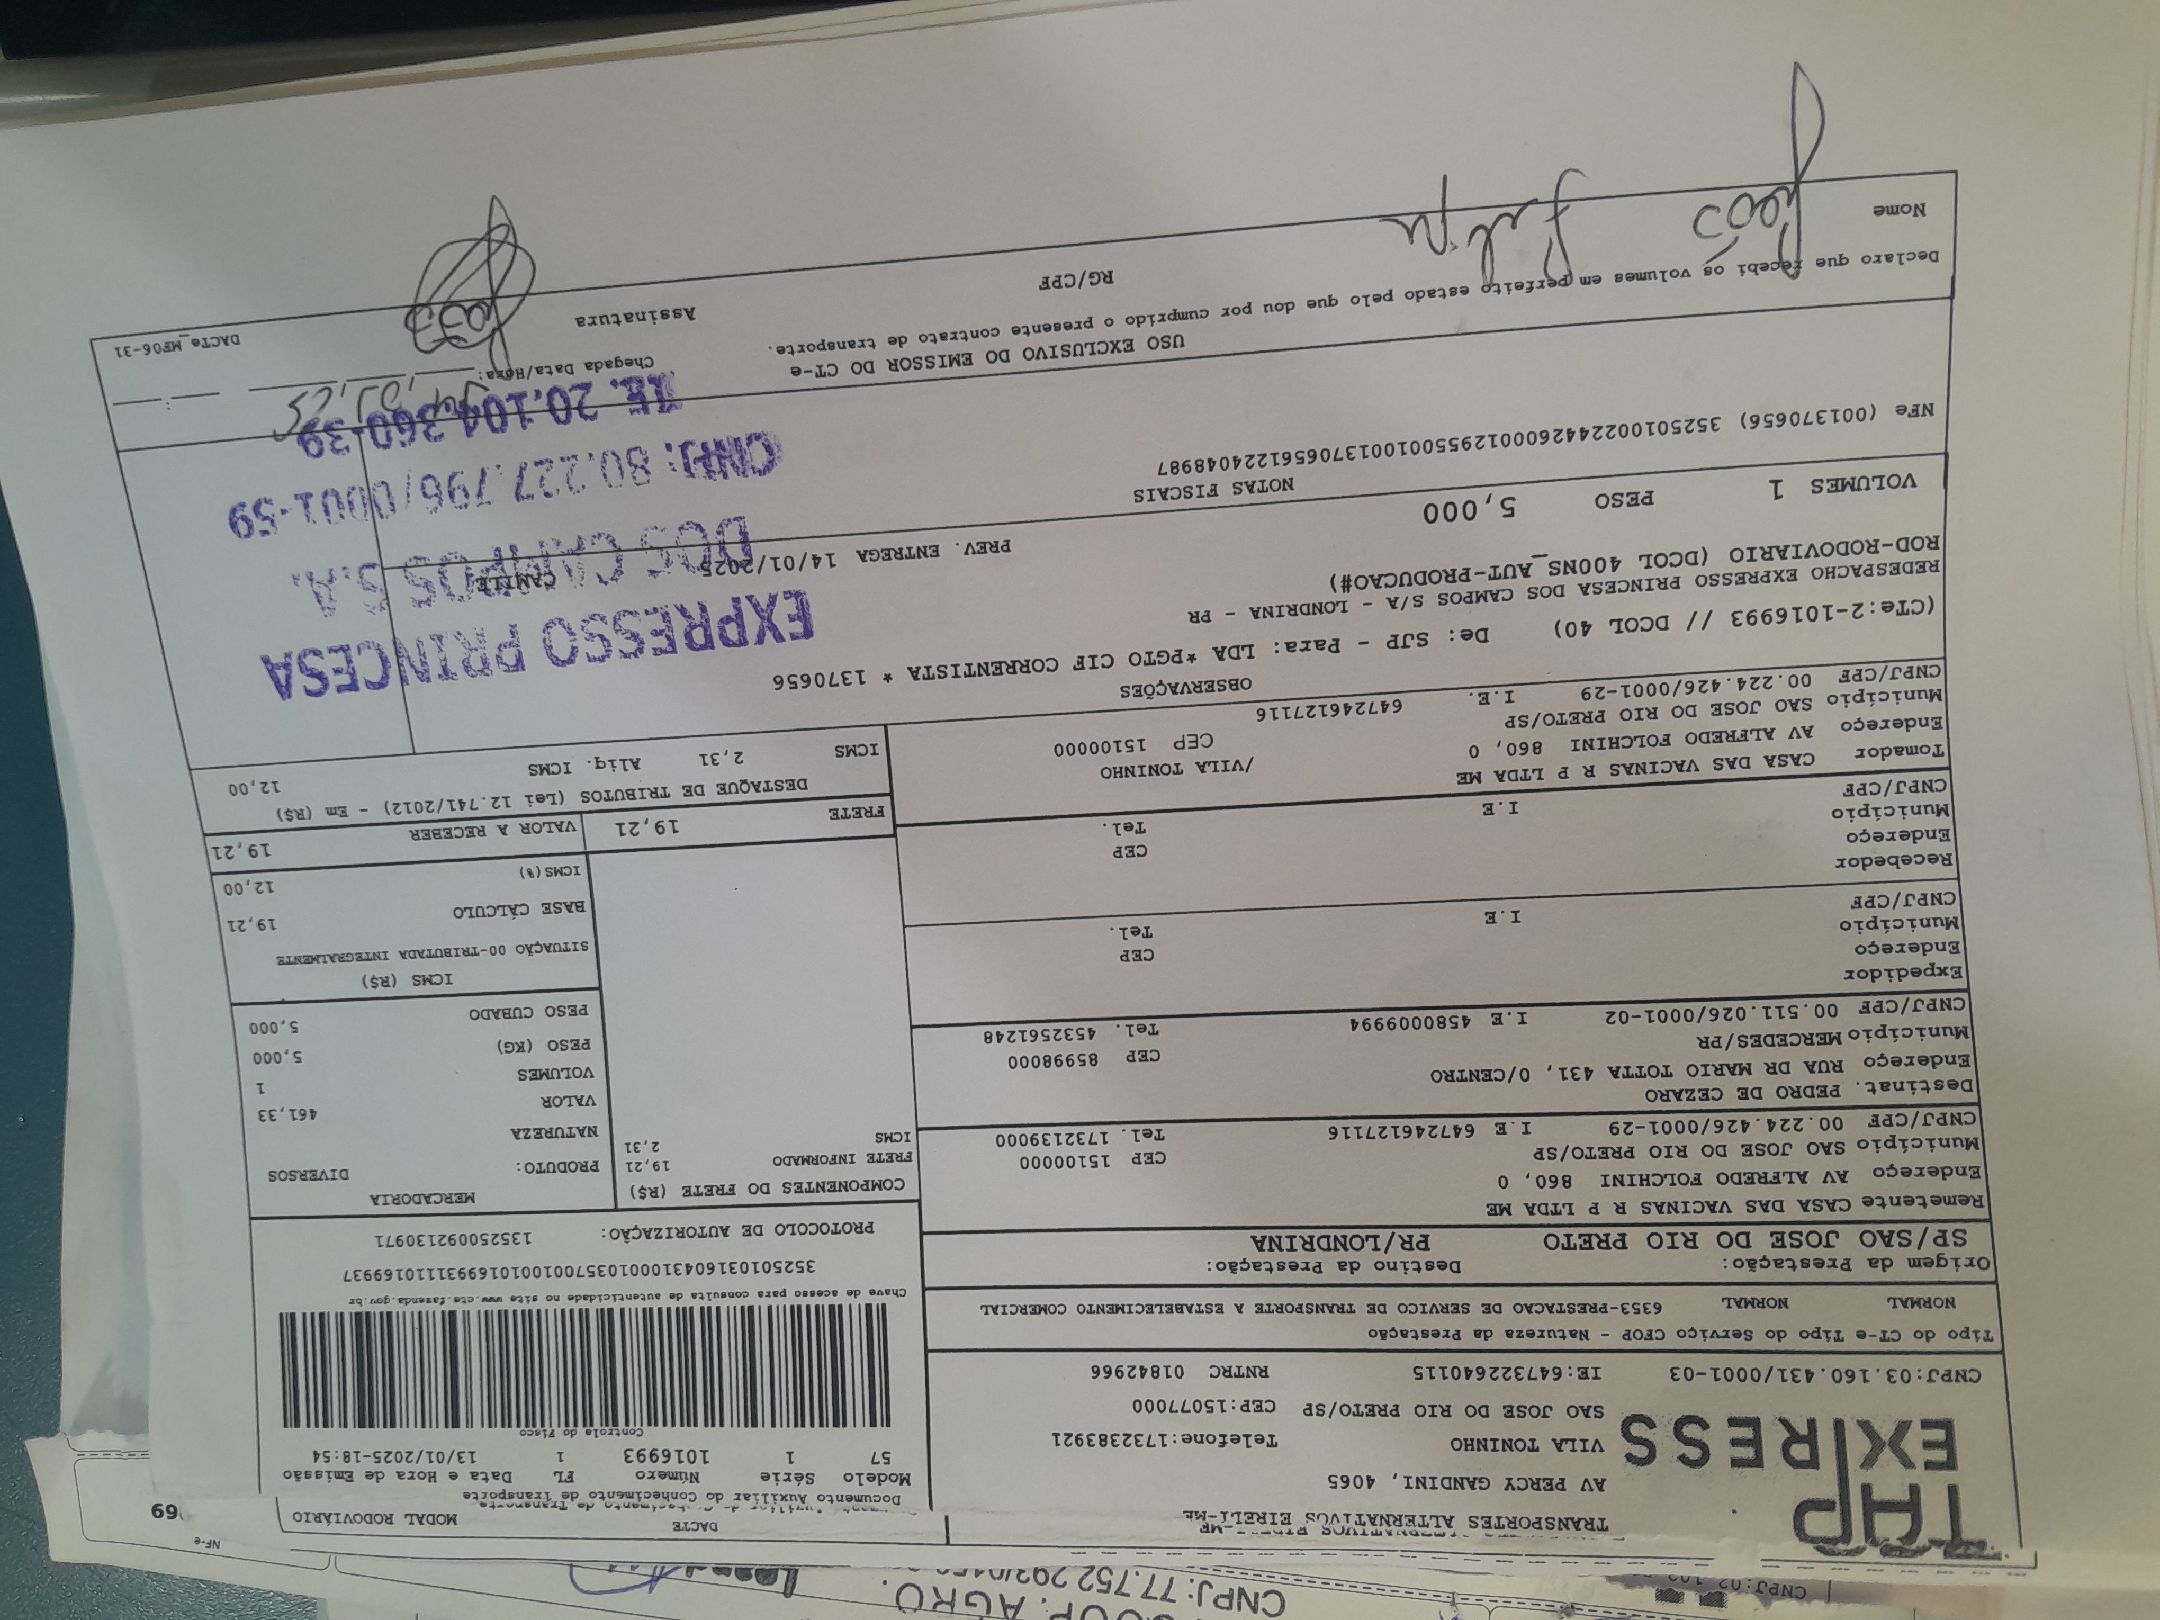 TRANSPORTES ALTERNATIVOS EIRELI-ME
TAP
EXPRESS
AV PERCY GANDINI, 4065
VILA TONINHO Telefone:1732383921
SAO JOSE DO RIO PRETO/SP CEP:15077000
CNPJ:03.160.431/0001-03 IE:647322640115 RNTRC 01842966
DACTE MODAL RODOVIÁRIO
Documento Auxiliar do Conhecimento de Transporte
Modelo Série Número FL Data e Hora de Emissão
57 1 1016993 1 13/01/2025-18:54
Controle do Fisco
Chave de acesso para consulta de autenticidade no site www.cte.fazenda.gov.br
PROTOCOLO DE AUTORIZAÇÃO: 135250092130971
Tipo do CT-e Tipo do Serviço CFOP - Natureza da Prestação
NORMAL NORMAL 6353-PRESTACAO DE SERVICO DE TRANSPORTE A ESTABELECIMENTO COMERCIAL
Origem da Prestação: Destino da Prestação:
SP/SAO JOSE DO RIO PRETO PR/LONDRINA
Remetente CASA DAS VACINAS R P LTDA ME
Endereço AV ALFREDO FOLCHINI 860, 0
Município SAO JOSE DO RIO PRETO/SP CEP 15100000
CNPJ/CPF 00.224.426/0001-29 I.E 647246127116 Tel. 1732139000
Destinat. PEDRO DE CEZARO
Endereço RUA DR MARIO TOTTA 431, 0/CENTRO
Município MERCEDES/PR CEP 85998000
CNPJ/CPF 00.511.026/0001-02 I.E 4580009994 Tel. 4532561248
Expedidor
Endereço CEP
Município Tel.
CNPJ/CPF I.E
Recebedor
Endereço CEP
Município Tel.
CNPJ/CPF I.E
Tomador CASA DAS VACINAS R P LTDA ME
Endereço AV ALFREDO FOLCHINI 860, 0 /VILA TONINHO
Município SAO JOSE DO RIO PRETO/SP CEP 15100000
CNPJ/CPF 00.224.426/0001-29 I.E. 647246127116
COMPONENTES DO FRETE (R$)
FRETE INFORMADO 19,21
ICMS 2,31
MERCADORIA
PRODUTO: DIVERSOS
NATUREZA
VALOR 461,33
VOLUMES 1
PESO (KG) 5,000
PESO CUBADO 5,000
ICMS (R$)
SITUAÇÃO 00-TRIBUTADA INTEGRALMENTE
BASE CÁLCULO 19,21
ICMS(%) 12,00
FRETE 19,21 VALOR A RECEBER 19,21
DESTAQUE DE TRIBUTOS (Lei 12.741/2012) - Em (R$)
ICMS 2,31 Aliq. ICMS 12,00
OBSERVAÇÕES
(CTe:2-1016993 // DCOL 40) De: SJP - Para: LDA *PGTO CIF CORRENTISTA * 1370656
REDESPACHO EXPRESSO PRINCESA DOS CAMPOS S/A - LONDRINA - PR
ROD-RODOVIARIO (DCOL 400NS_AUT-PRODUCAO#)
PREV. ENTREGA 14/01/2025 CAMILE
EXPRESSO PRINCESA
DOS CAMPOS S.A.
CNPJ: 80.227.796/0001-59
IE. 20.104.360-39
VOLUMES 1 PESO 5,000
NOTAS FISCAIS
NFe (001370656) 35250100224426000129550010013706561224048987
USO EXCLUSIVO DO EMISSOR DO CT-e
Declaro que recebi os volumes em perfeito estado pelo que dou por cumprido o presente contrato de transporte.
Chegada Data/Hora:
Nome RG/CPF Assinatura
DACTe_MF06-31
NF-e
69
AGRO
CNPJ: 77.752.293/